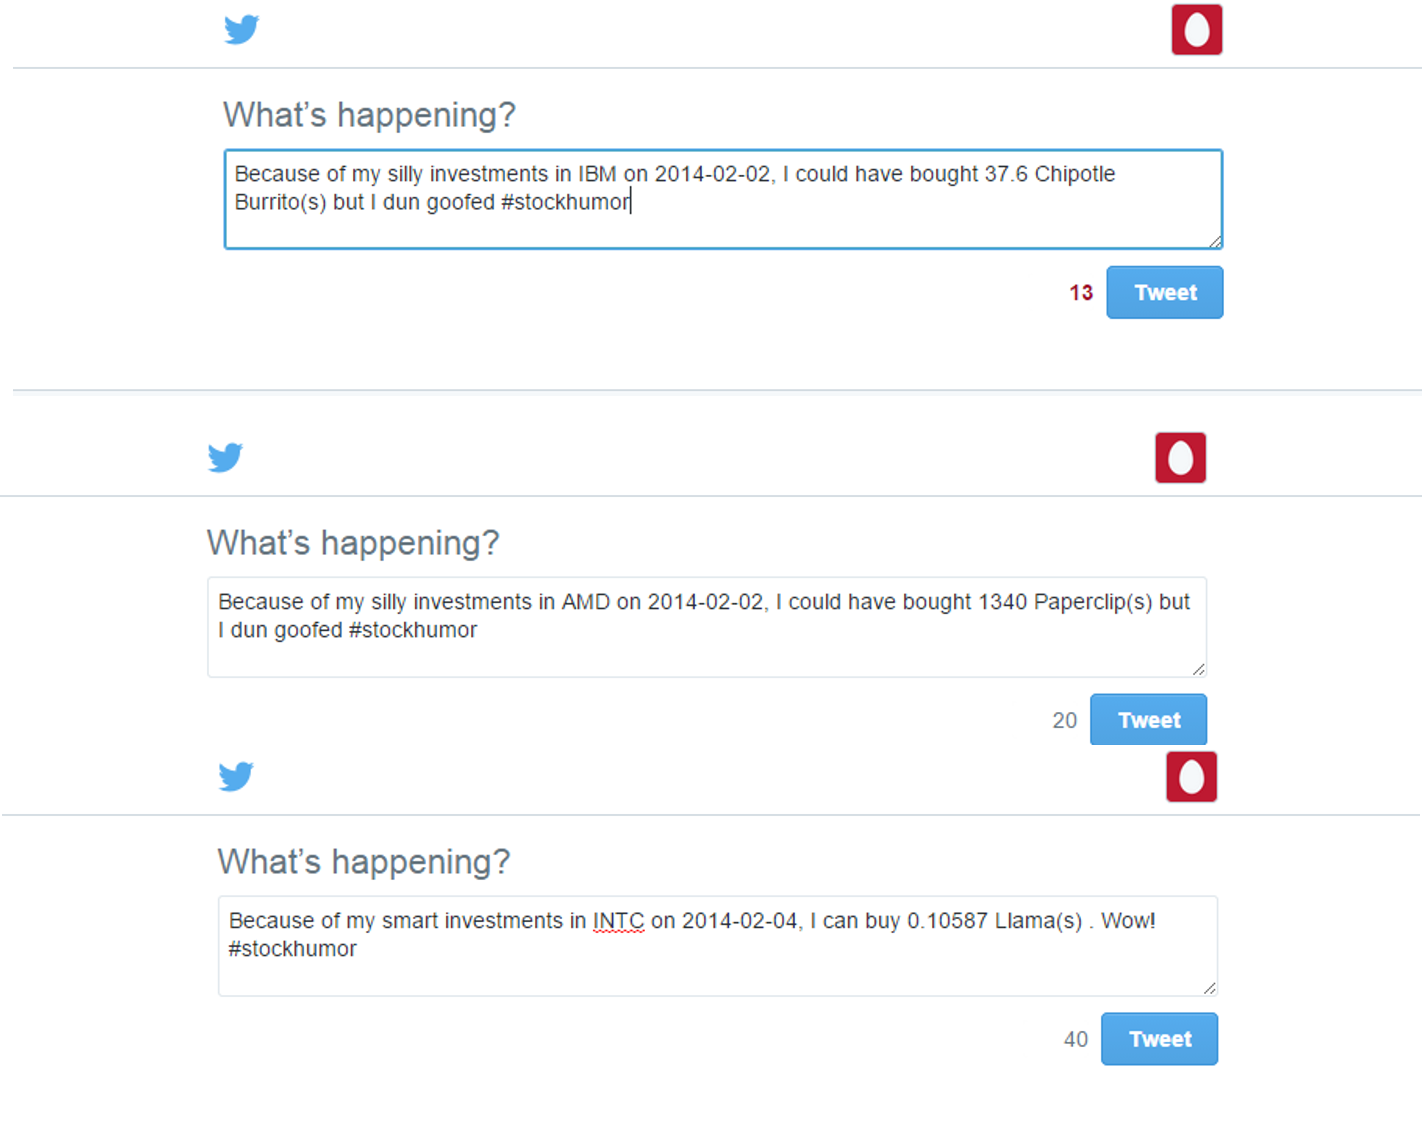 What's happening?
Because of my silly investments in IBM on 2014-02-02, I could have bought 37.6 Chipotle
Burrito(s) but I dun goofed #stockhumor
13 Tweet
What's happening?
Because of my silly investments in AMD on 2014-02-02, I could have bought 1340 Paperclip(s) but
I dun goofed #stockhumor
20 Tweet
What's happening?
Because of my smart investments in INTC on 2014-02-04, I can buy 0.10587 Llama(s) . Wow!
#stockhumor
40 Tweet